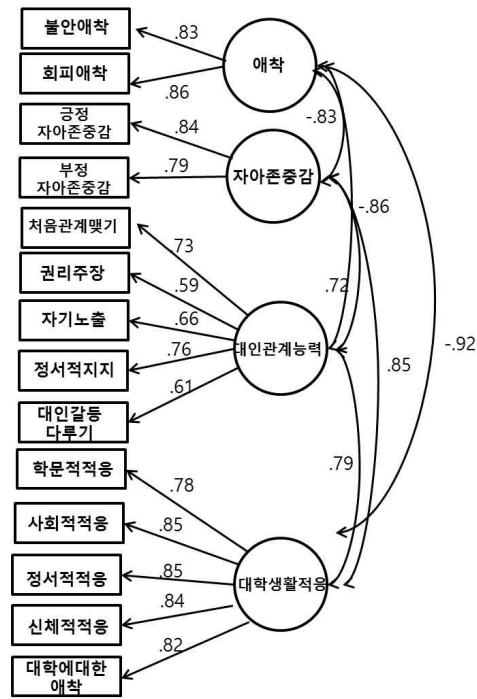 불안애착
.83
애착
회피애착
.86
긍정
자아존중감
.84
-.83
부정
자아존중감
.79
자아존중감
처음관계맺기
.73
-.86
권리주장
.59
.72
자기노출
.66
대인관계능력
-.92
정서적지지
.76
.85
.61
대인갈등
다루기
학문적적응
.78
.79
사회적적응
.85
정서적적응
.85
대학생활적응
신체적적응
.84
.82
대학에대한
애착